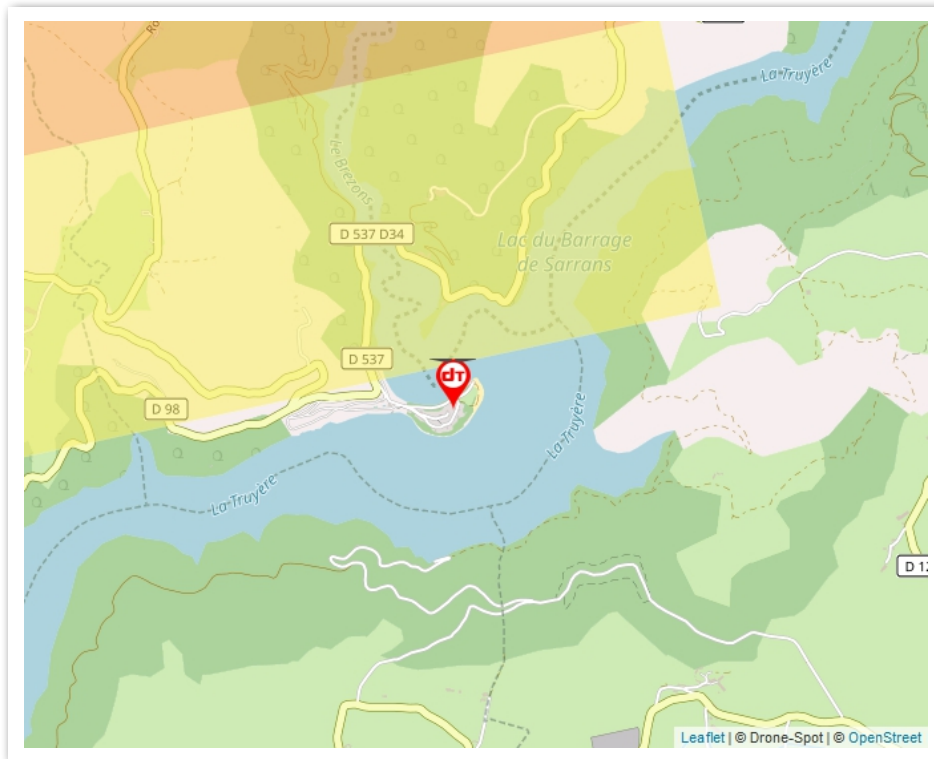 Ro
La Truyère
Le Brezons
D 537 D34
Lac du Barrage
de Sarrans
D 537
dT
D 98
La Truyère
La Truyère
D 12
Leaflet | © Drone-Spot | © OpenStreet